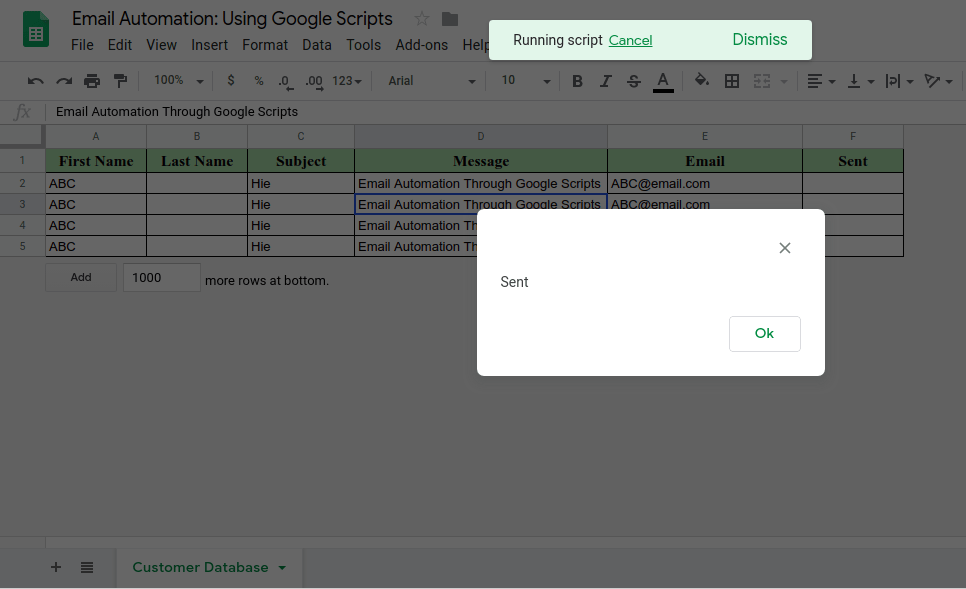 Email Automation: Using Google Scripts
File Edit View Insert Format Data Tools Add-ons Help
Running script Cancel Dismiss
100% $ % .0 .00 123 Arial 10 B I S A
fx Email Automation Through Google Scripts
A B C D E F
1 First Name Last Name Subject Message Email Sent
2 ABC Hie Email Automation Through Google Scripts ABC@email.com
3 ABC Hie Email Automation Through Google Scripts ABC@email.com
4 ABC Hie Email Automation Th
5 ABC Hie Email Automation Th
Add 1000 more rows at bottom.
Sent
Ok
Customer Database